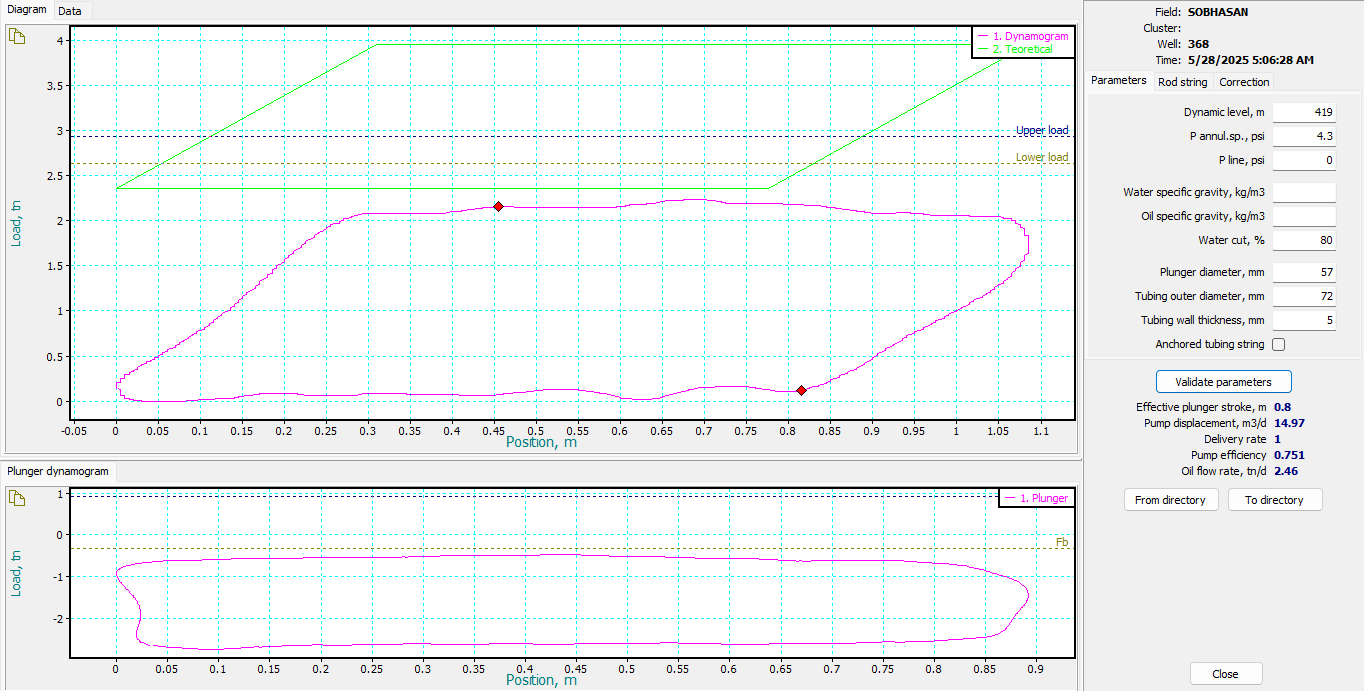 Diagram Data
4
3.5
3
2.5
2
1.5
1
0.5
0
Load, tn
1. Dynamogram
2. Teoretical
Upper load
Lower load
-0.05 0 0.05 0.1 0.15 0.2 0.25 0.3 0.35 0.4 0.45 0.5 0.55 0.6 0.65 0.7 0.75 0.8 0.85 0.9 0.95 1 1.05 1.1
Position, m
Plunger dynamogram
1
0
-1
-2
Load, tn
1. Plunger
Fb
0 0.05 0.1 0.15 0.2 0.25 0.3 0.35 0.4 0.45 0.5 0.55 0.6 0.65 0.7 0.75 0.8 0.85 0.9
Position, m
Field: SOBHASAN
Cluster:
Well: 368
Time: 5/28/2025 5:06:28 AM
Parameters Rod string Correction
Dynamic level, m 419
P annul.sp., psi 4.3
P line, psi 0
Water specific gravity, kg/m3
Oil specific gravity, kg/m3
Water cut, % 80
Plunger diameter, mm 57
Tubing outer diameter, mm 72
Tubing wall thickness, mm 5
Anchored tubing string
Validate parameters
Effective plunger stroke, m 0.8
Pump displacement, m3/d 14.97
Delivery rate 1
Pump efficiency 0.751
Oil flow rate, tn/d 2.46
From directory To directory
Close